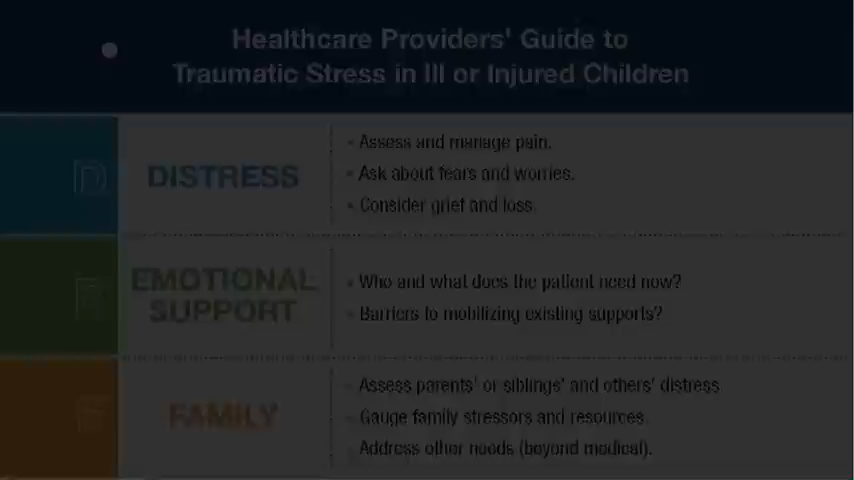 Healthcare Providers' Guide to
Traumatic Stress in Ill or Injured Children
D
DISTRESS
- Assess and manage pain.
- Ask about fears and worries.
- Consider grief and loss.
E
EMOTIONAL
SUPPORT
- Who and what does the patient need now?
- Barriers to mobilizing existing supports?
F
FAMILY
- Assess parents' or siblings' and others' distress.
- Gauge family stressors and resources.
- Address other needs (beyond medical).